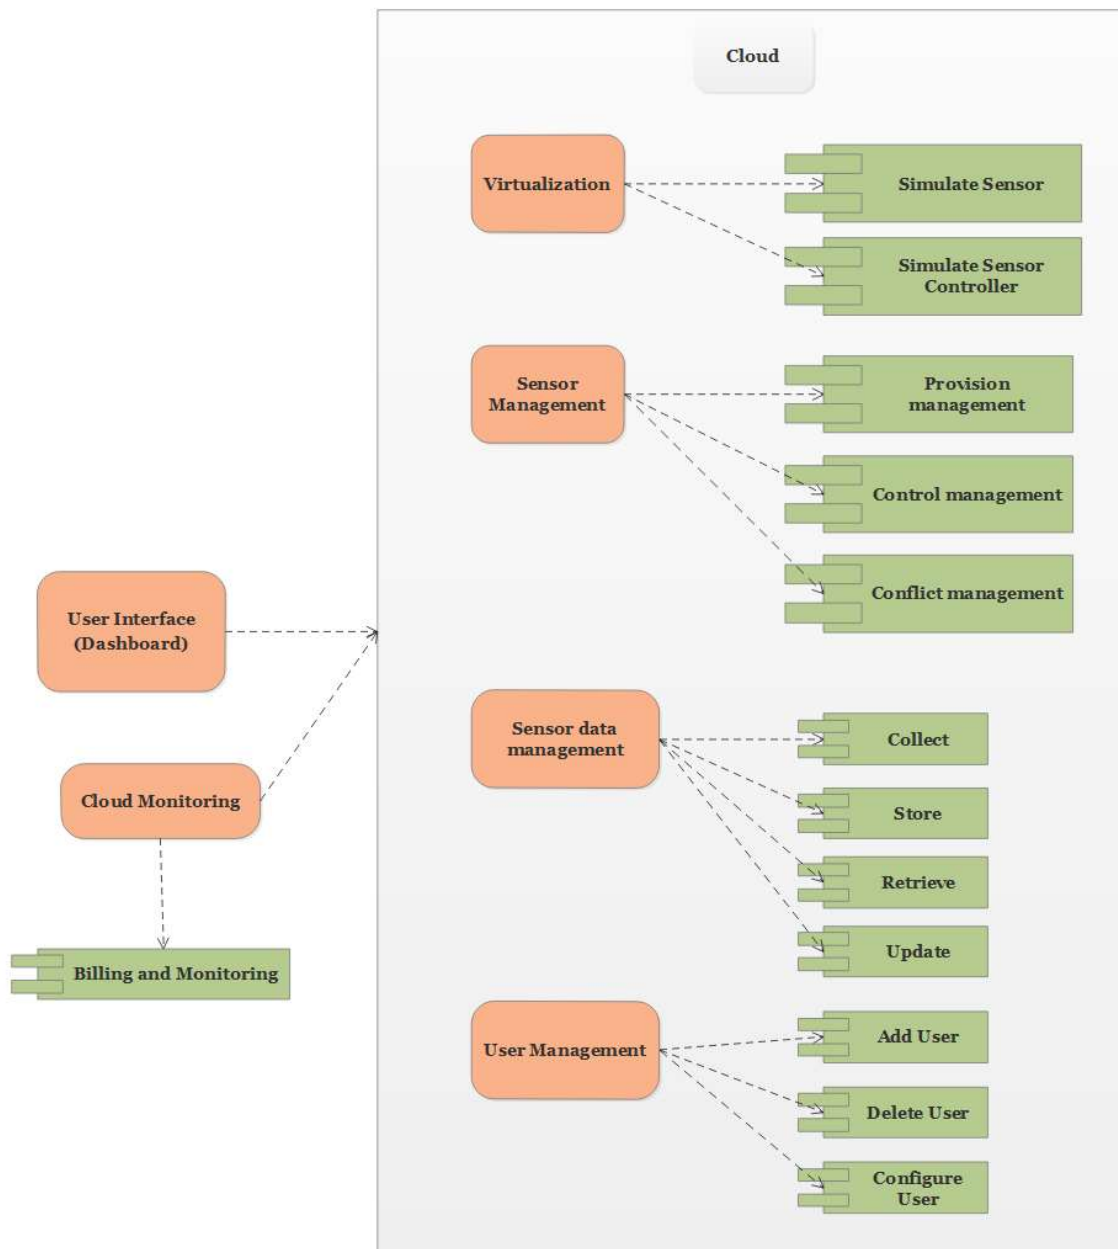 Cloud
Virtualization
Simulate Sensor
Simulate Sensor
Controller
Sensor
Management
Provision
management
Control management
Conflict management
User Interface
(Dashboard)
Cloud Monitoring
Billing and Monitoring
Sensor data
management
Collect
Store
Retrieve
Update
User Management
Add User
Delete User
Configure
User